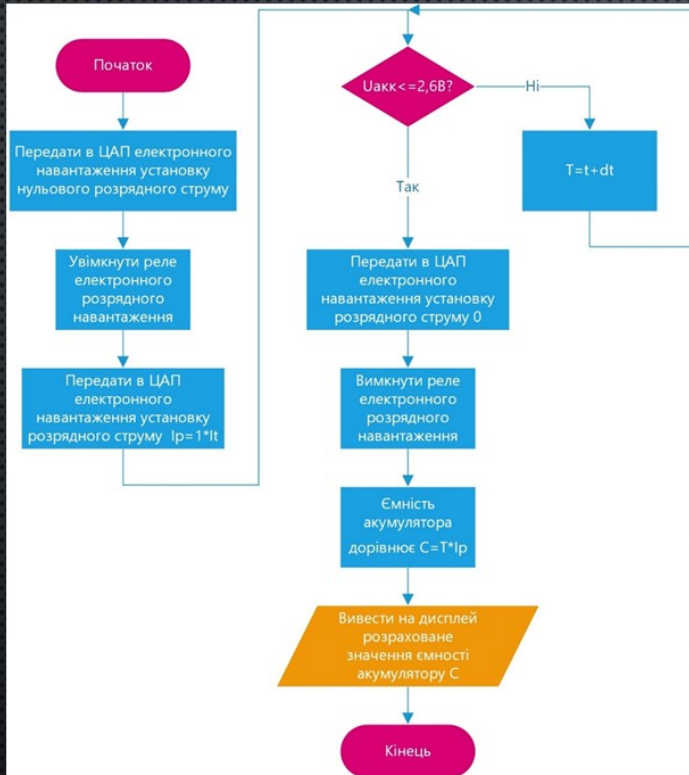 Початок
Передати в ЦАП електронного
навантаження установку
нульового розрядного струму
Увімкнути реле
електронного
розрядного
навантаження
Передати в ЦАП
електронного
навантаження установку
розрядного струму Ip=1*It
Uакк<=2,6В?
Ні
T=t+dt
Так
Передати в ЦАП
електронного
навантаження установку
розрядного струму 0
Вимкнути реле
електронного
розрядного
навантаження
Ємність
акумулятора
дорівнює C=T*Ip
Вивести на дисплей
розраховане
значення ємності
акумулятору С
Кінець